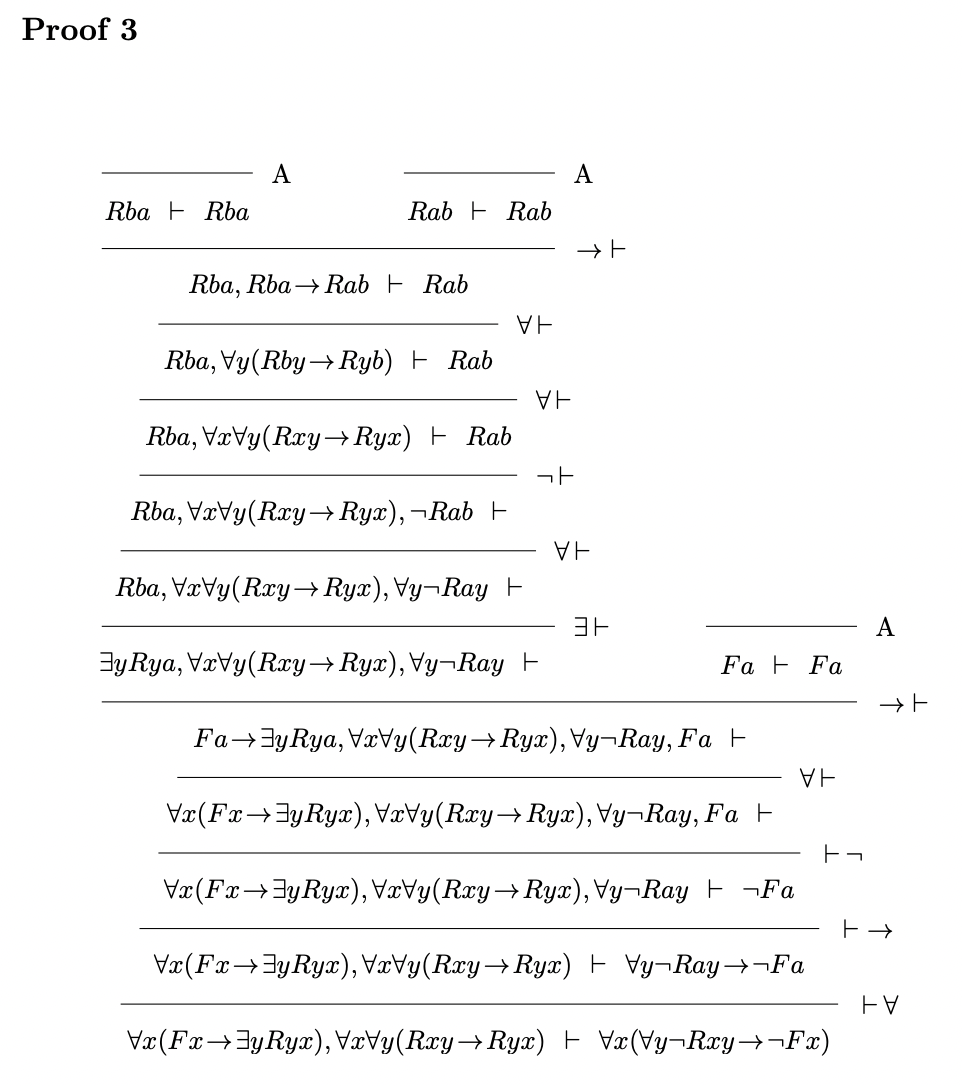 Proof 3
A A
Rba ⊢ Rba Rab ⊢ Rab
→⊢
Rba, Rba→Rab ⊢ Rab
∀⊢
Rba, ∀y(Rby→Ryb) ⊢ Rab
∀⊢
Rba, ∀x∀y(Rxy→Ryx) ⊢ Rab
¬⊢
Rba, ∀x∀y(Rxy→Ryx), ¬Rab ⊢
∀⊢
Rba, ∀x∀y(Rxy→Ryx), ∀y¬Ray ⊢
∃⊢ A
∃yRya, ∀x∀y(Rxy→Ryx), ∀y¬Ray ⊢ Fa ⊢ Fa
→⊢
Fa→∃yRya, ∀x∀y(Rxy→Ryx), ∀y¬Ray, Fa ⊢
∀⊢
∀x(Fx→∃yRyx), ∀x∀y(Rxy→Ryx), ∀y¬Ray, Fa ⊢
⊢¬
∀x(Fx→∃yRyx), ∀x∀y(Rxy→Ryx), ∀y¬Ray ⊢ ¬Fa
⊢→
∀x(Fx→∃yRyx), ∀x∀y(Rxy→Ryx) ⊢ ∀y¬Ray→¬Fa
⊢∀
∀x(Fx→∃yRyx), ∀x∀y(Rxy→Ryx) ⊢ ∀x(∀y¬Rxy→¬Fx)